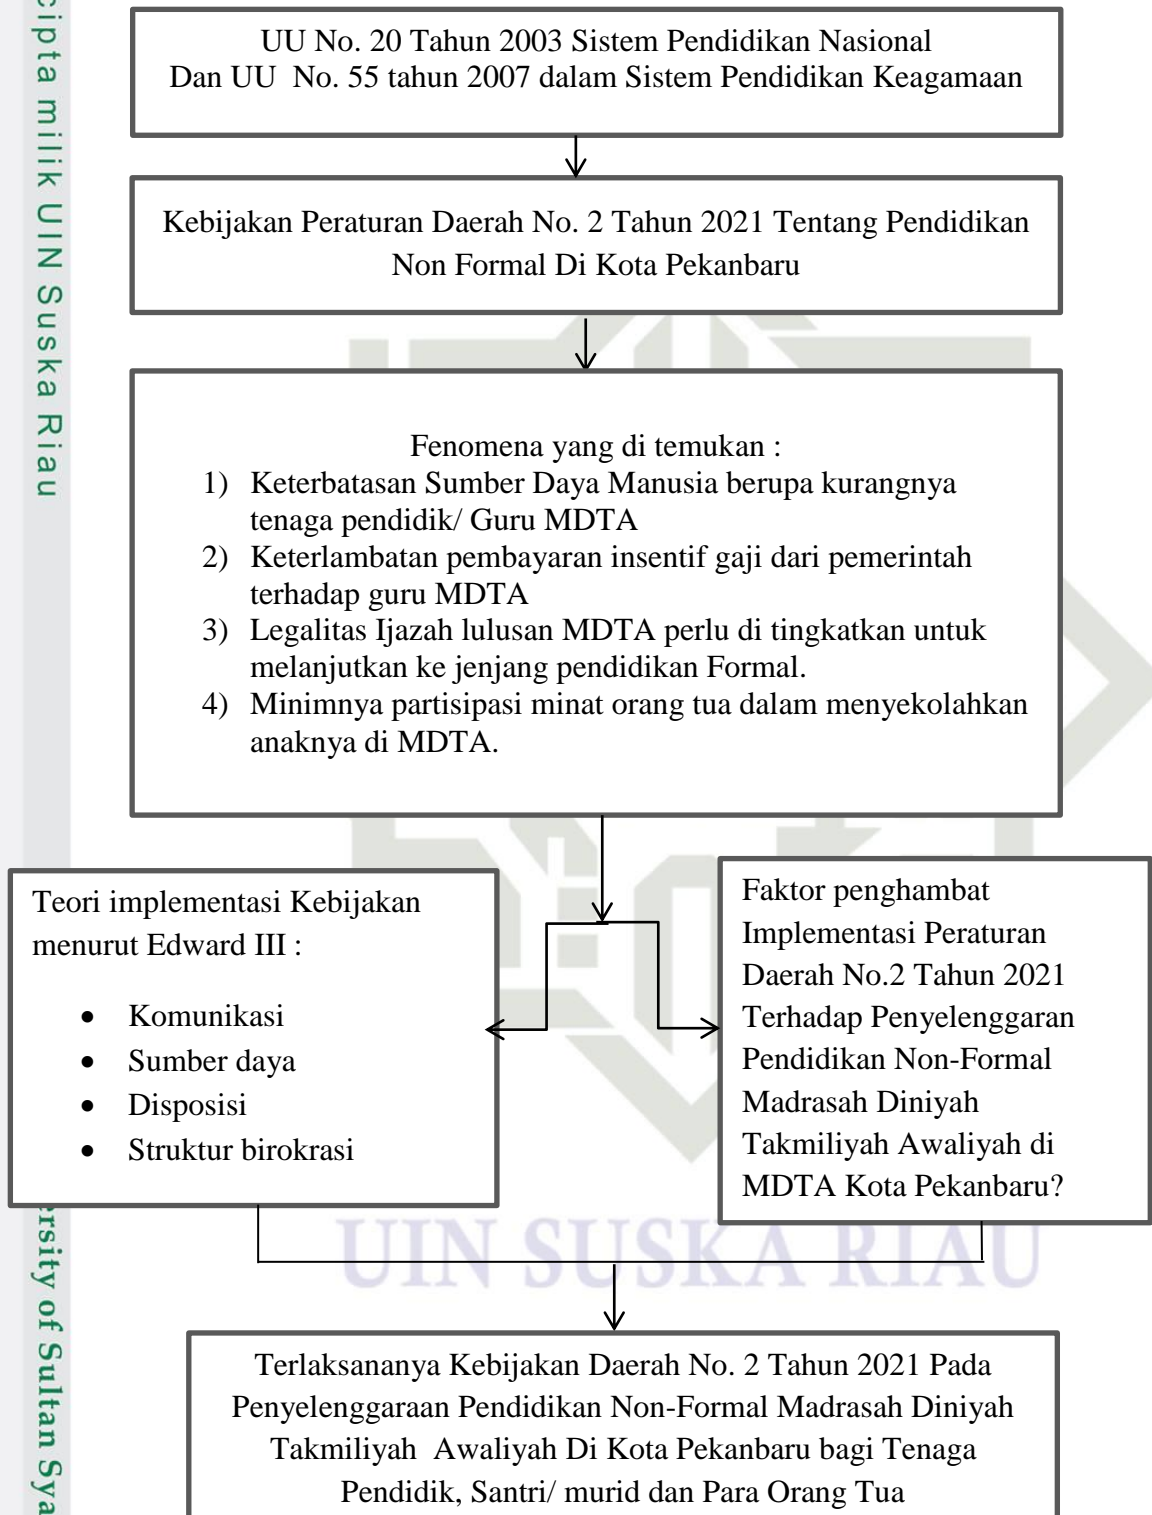 UU No. 20 Tahun 2003 Sistem Pendidikan Nasional
Dan UU No. 55 tahun 2007 dalam Sistem Pendidikan Keagamaan
Kebijakan Peraturan Daerah No. 2 Tahun 2021 Tentang Pendidikan
Non Formal Di Kota Pekanbaru
Fenomena yang di temukan :
1) Keterbatasan Sumber Daya Manusia berupa kurangnya
tenaga pendidik/ Guru MDTA
2) Keterlambatan pembayaran insentif gaji dari pemerintah
terhadap guru MDTA
3) Legalitas Ijazah lulusan MDTA perlu di tingkatkan untuk
melanjutkan ke jenjang pendidikan Formal.
4) Minimnya partisipasi minat orang tua dalam menyekolahkan
anaknya di MDTA.
Teori implementasi Kebijakan
menurut Edward III :
• Komunikasi
• Sumber daya
• Disposisi
• Struktur birokrasi
Faktor penghambat
Implementasi Peraturan
Daerah No.2 Tahun 2021
Terhadap Penyelenggaran
Pendidikan Non-Formal
Madrasah Diniyah
Takmiliyah Awaliyah di
MDTA Kota Pekanbaru?
Terlaksananya Kebijakan Daerah No. 2 Tahun 2021 Pada
Penyelenggaraan Pendidikan Non-Formal Madrasah Diniyah
Takmiliyah Awaliyah Di Kota Pekanbaru bagi Tenaga
Pendidik, Santri/ murid dan Para Orang Tua
UIN SUSKA RIAU
cipta milik UIN Suska Riau
ersity of Sultan Sya